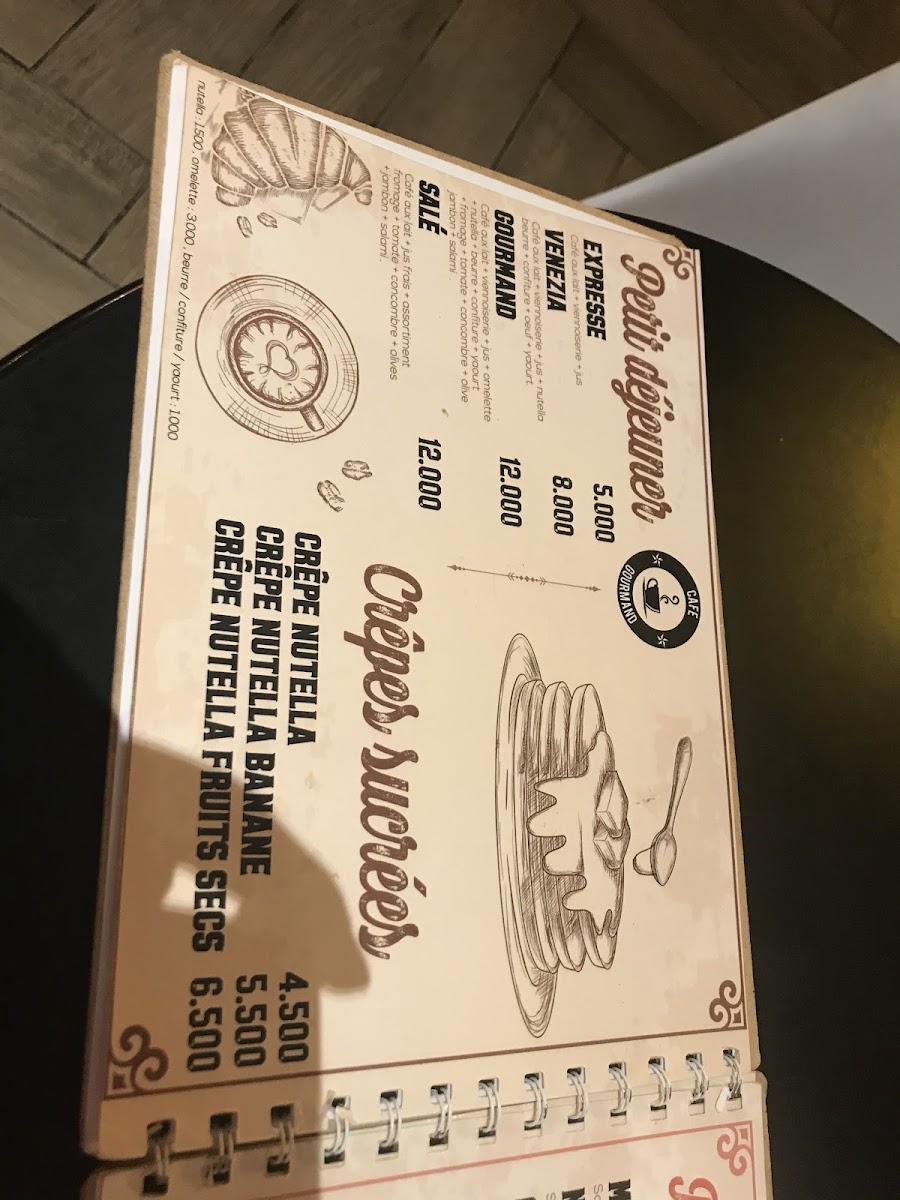 Petit déjeuner
EXPRESSE 5.000
Café aux lait + viennoiserie + jus
VENEZIA 8.000
Café aux lait + viennoiserie + jus + nutella
beurre + confiture + oeuf + yaourt
GOURMAND 12.000
Café aux lait + viennoiserie + jus + omelette
+ nutella + beurre + confiture + yaourt
+ fromage + tomate + concombre + olive
jambon + salami
SALÉ 12.000
Café aux lait + jus frais + assortiment
fromage + tomate + concombre + olives
+ jambon + salami.
nutella : 1.500 , omelette : 3.000 , beurre / confiture / yaourt : 1.000
CAFÉ
GOURMAND
Crêpes sucrées
CRÊPE NUTELLA 4.500
CRÊPE NUTELLA BANANE 5.500
CRÊPE NUTELLA FRUITS SECS 6.500